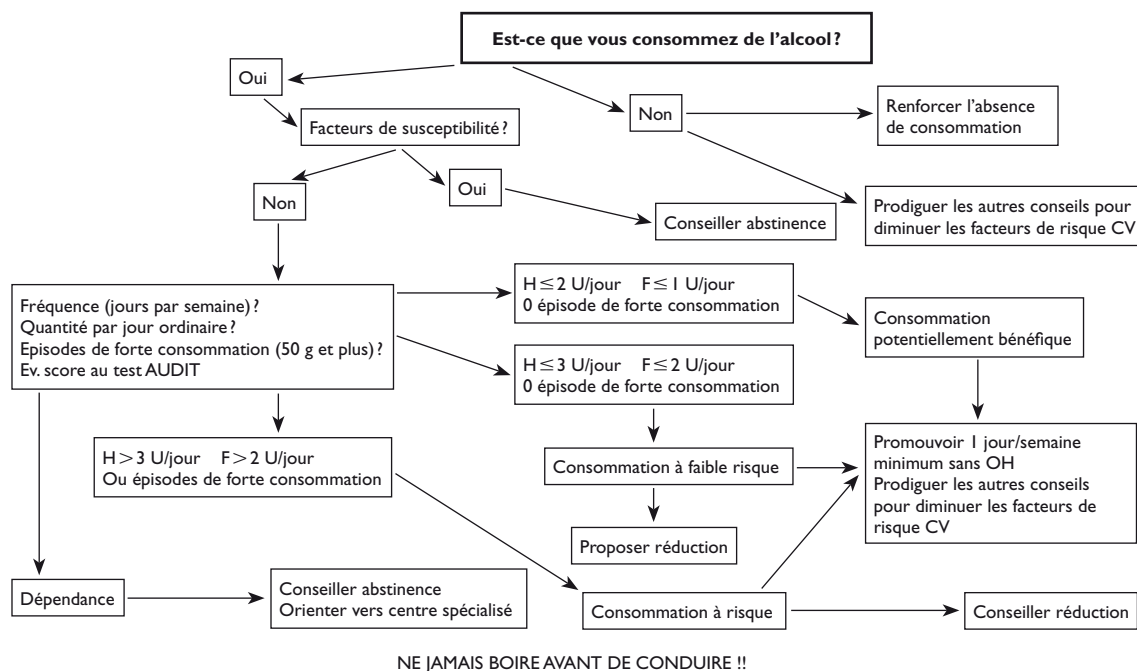 Est-ce que vous consommez de l’alcool ?
Oui
Non
Renforcer l’absence
de consommation
Facteurs de susceptibilité ?
Non
Oui
Conseiller abstinence
Prodiguer les autres conseils pour
diminuer les facteurs de risque CV
Fréquence (jours par semaine) ?
Quantité par jour ordinaire ?
Episodes de forte consommation (50 g et plus) ?
Ev. score au test AUDIT
H ≤ 2 U/jour F ≤ 1 U/jour
0 épisode de forte consommation
Consommation
potentiellement bénéfique
H ≤ 3 U/jour F ≤ 2 U/jour
0 épisode de forte consommation
H > 3 U/jour F > 2 U/jour
Ou épisodes de forte consommation
Consommation à faible risque
Promouvoir 1 jour/semaine
minimum sans OH
Prodiguer les autres conseils
pour diminuer les facteurs de
risque CV
Proposer réduction
Dépendance
Conseiller abstinence
Orienter vers centre spécialisé
Consommation à risque
Conseiller réduction
NE JAMAIS BOIRE AVANT DE CONDUIRE !!